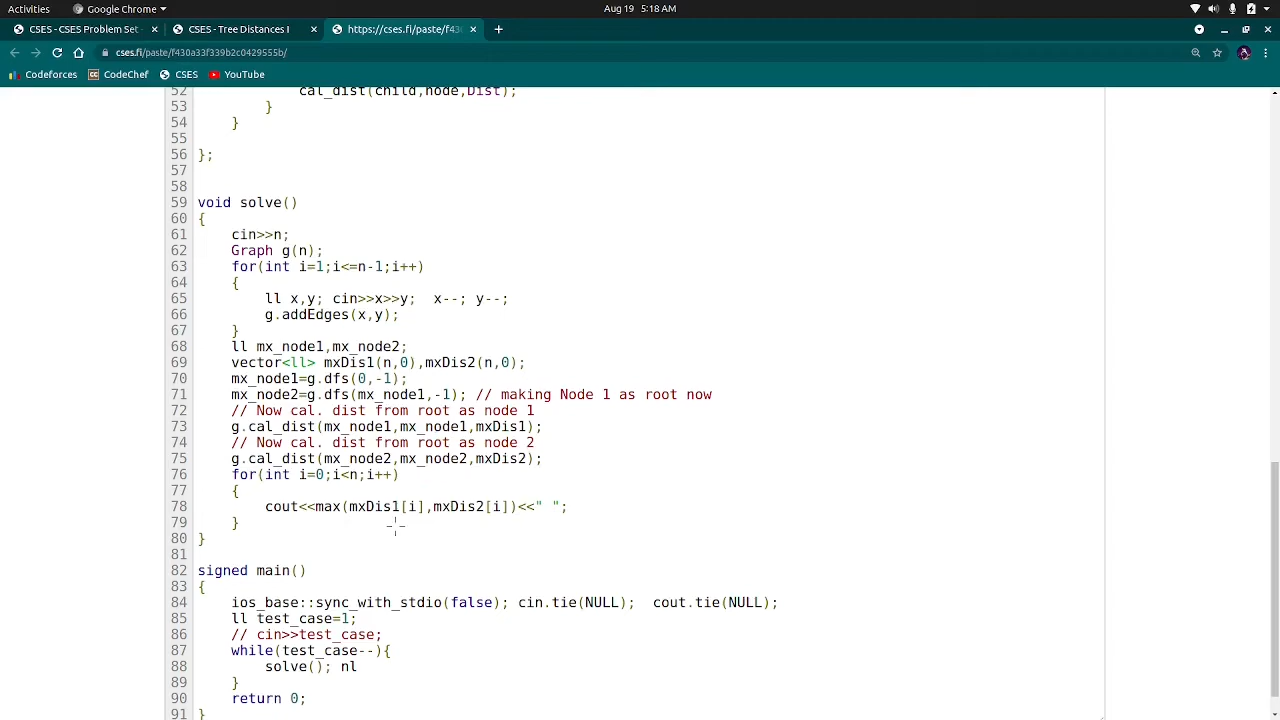 Activities Google Chrome Aug 19 5:18 AM
CSES - CSES Problem Set - CSES - Tree Distances I https://cses.fi/paste/f430
cses.fi/paste/f430a33f339b2c0429555b/
Codeforces CC CodeChef CSES YouTube
52 cal_dist(child,node,Dist);
53 }
54 }
55
56 };
57
58
59 void solve()
60 {
61 cin>>n;
62 Graph g(n);
63 for(int i=1;i<=n-1;i++)
64 {
65 ll x,y; cin>>x>>y;  x--; y--;
66 g.addEdges(x,y);
67 }
68 ll mx_node1,mx_node2;
69 vector<ll> mxDis1(n,0),mxDis2(n,0);
70 mx_node1=g.dfs(0,-1);
71 mx_node2=g.dfs(mx_node1,-1); // making Node 1 as root now
72 // Now cal. dist from root as node 1
73 g.cal_dist(mx_node1,mx_node1,mxDis1);
74 // Now cal. dist from root as node 2
75 g.cal_dist(mx_node2,mx_node2,mxDis2);
76 for(int i=0;i<n;i++)
77 {
78 cout<<max(mxDis1[i],mxDis2[i])<<" ";
79 }
80 }
81
82 signed main()
83 {
84 ios_base::sync_with_stdio(false); cin.tie(NULL);  cout.tie(NULL);
85 ll test_case=1;
86 // cin>>test_case;
87 while(test_case--){
88 solve(); nl
89 }
90 return 0;
91 }